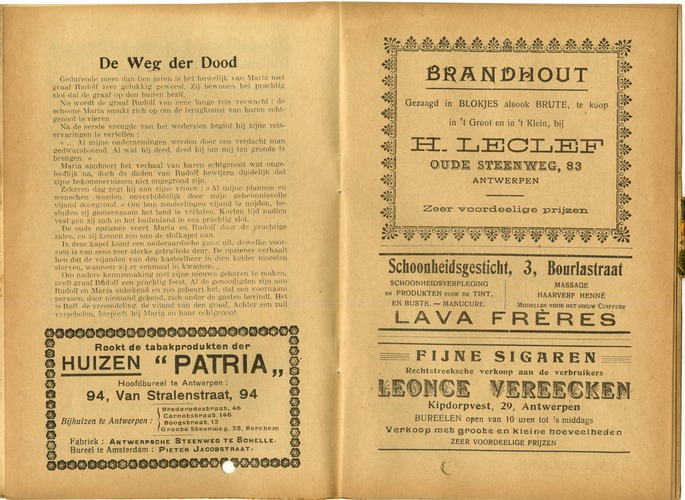 De Weg der Dood
Gedurende meer dan tien jaren is het huwelijk van Maria met
graaf Rudolf zeer gelukkig geweest. Zij bewonen het prachtig
slot dat de graaf op den buiten bezit.
Nu wordt de graaf Rudolf van eene lange reis verwacht : de
schoone Maria smukt zich op om de terugkomst van haren echt-
genoot te vieren
Na de eerste vreugde van het wederzien begint hij zijne reis-
ervaringen te vertellen :
« ... Al mijne ondernemingen werden door een verdacht man
gedwarsboomd. Al wat hij deed, deed hij om mij ten gronde te
brengen. »
Maria aanhoort het verhaal van haren echtgenoot wat onge-
looflijk na, doch de daden van Rudolf bewijzen duidelijk dat
zijne bekommernissen niet ongegrond zijn.
Zekeren dag zegt hij aan zijne vrouw : « Al mijne plannen en
wenschen worden onverbiddelijk door mijn geheimnisvolle
vijand doorgrond. » Om hun zonderlingen vijand te mijden, be-
sluiten zij gemeenzaam het land te verlaten. Korten tijd nadien
vestigen zij zich in het buitenland in een prachtig slot.
De oude opziener voert Maria en Rudolf door de prachtige
zalen, en zij komen zoo aan de slotkapel aan.
In deze kapel komt een onderaardsche gang uit, dewelke voor-
zien is van eene zeer sterke getraliede deur. De opziener verhaalt
hen dat de vijanden van den kasteelheer in dien kelder moesten
sterven, wanneer zij er eenmaal in kwamen.
Om nadere kennismaking met zijne nieuwe geburen te maken,
geeft graaf Rudolf een prachtig feest. Al de genoodigden zijn aan
Rudolf en Maria onbekend en zoo gebeurt het, dat een voornaam
persoon, door niemand gekend, zich onder de gasten bevindt. Het
is Rolf de vreemdeling, de vijand van den graaf. Achter een zuil
verscholen, bespiedt hij Maria en haar echtgenoot.
Rookt de tabakprodukten der
HUIZEN " PATRIA „
Hoofdbureel te Antwerpen :
94, Van Stralenstraat, 94
Bijhuizen te Antwerpen :
Brederodestraat, 46
Carnotstraat, 146
Boogstraat, 13
Groote Steenweg, 25, Berchem
Fabriek : ANTWERPSCHE STEENWEG TE SCHELLE.
Bureel te Amsterdam : PIETER JACOBSTRAAT.
BRANDHOUT
Gezaagd in BLOKJES alsook BRUTE, te koop
in 't Groot en in 't Klein, bij
H. LECLEF
OUDE STEENWEG, 83
ANTWERPEN
Zeer voordeelige prijzen
Schoonheidsgesticht, 3, Bourlastraat
SCHOONHEIDSVERPLEGING
EN PRODUKTEN VOOR DE TINT,
EN BUSTE. — MANUCURE.
MASSAGE
HAARVERF HENNÉ
MODELLEN VOOR HET NIEUW COIFFURE
LAVA FRÈRES
FIJNE SIGAREN
Rechtstreeksche verkoop aan de verbruikers
LEONCE VEREECKEN
Kipdorpvest, 29, Antwerpen
BUREELEN open van 10 uren tot 's middags
Verkoop met groote en kleine hoeveelheden
ZEER VOORDEELIGE PRIJZEN